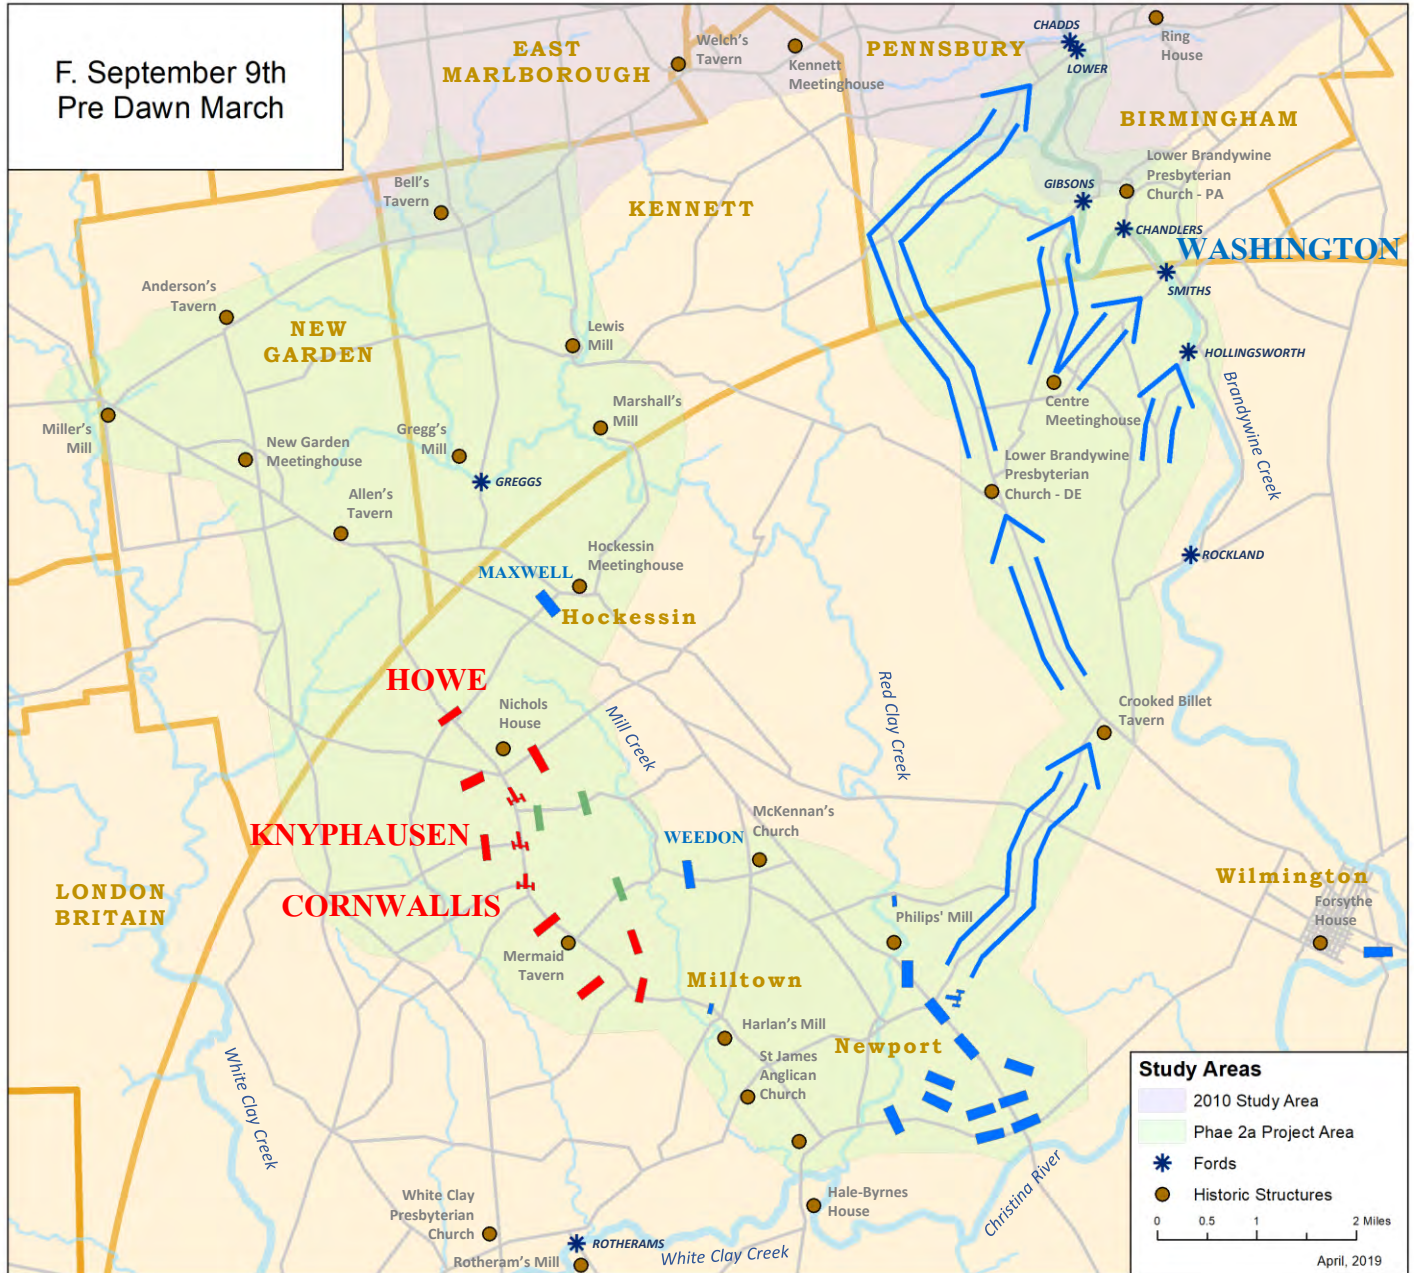 F. September 9th
Pre Dawn March
EAST
MARLBOROUGH
Welch's
Tavern
Kennett
Meetinghouse
PENNSBURY
CHADDS
LOWER
Ring
House
BIRMINGHAM
Lower Brandywine
Presbyterian
Church - PA
GIBSONS
CHANDLERS
WASHINGTON
SMITHS
HOLLINGSWORTH
Bell's
Tavern
KENNETT
Anderson's
Tavern
NEW
GARDEN
Lewis
Mill
Centre
Meetinghouse
Brandywine Creek
Miller's
Mill
New Garden
Meetinghouse
Gregg's
Mill
Marshall's
Mill
GREGGS
Allen's
Tavern
Lower Brandywine
Presbyterian
Church - DE
ROCKLAND
Hockessin
Meetinghouse
MAXWELL
Hockessin
HOWE
Nichols
House
Mill Creek
Red Clay Creek
Crooked Billet
Tavern
KNYPHAUSEN
WEEDON
McKennan's
Church
LONDON
BRITAIN
CORNWALLIS
Wilmington
Forsythe
House
Philips' Mill
Mermaid
Tavern
Milltown
Harlan's Mill
Newport
St James
Anglican
Church
White Clay Creek
White Clay
Presbyterian
Church
Hale-Byrnes
House
Christina River
ROTHERAMS
Rotheram's Mill
White Clay Creek
Study Areas
2010 Study Area
Phae 2a Project Area
Fords
Historic Structures
0 0.5 1 2 Miles
April, 2019